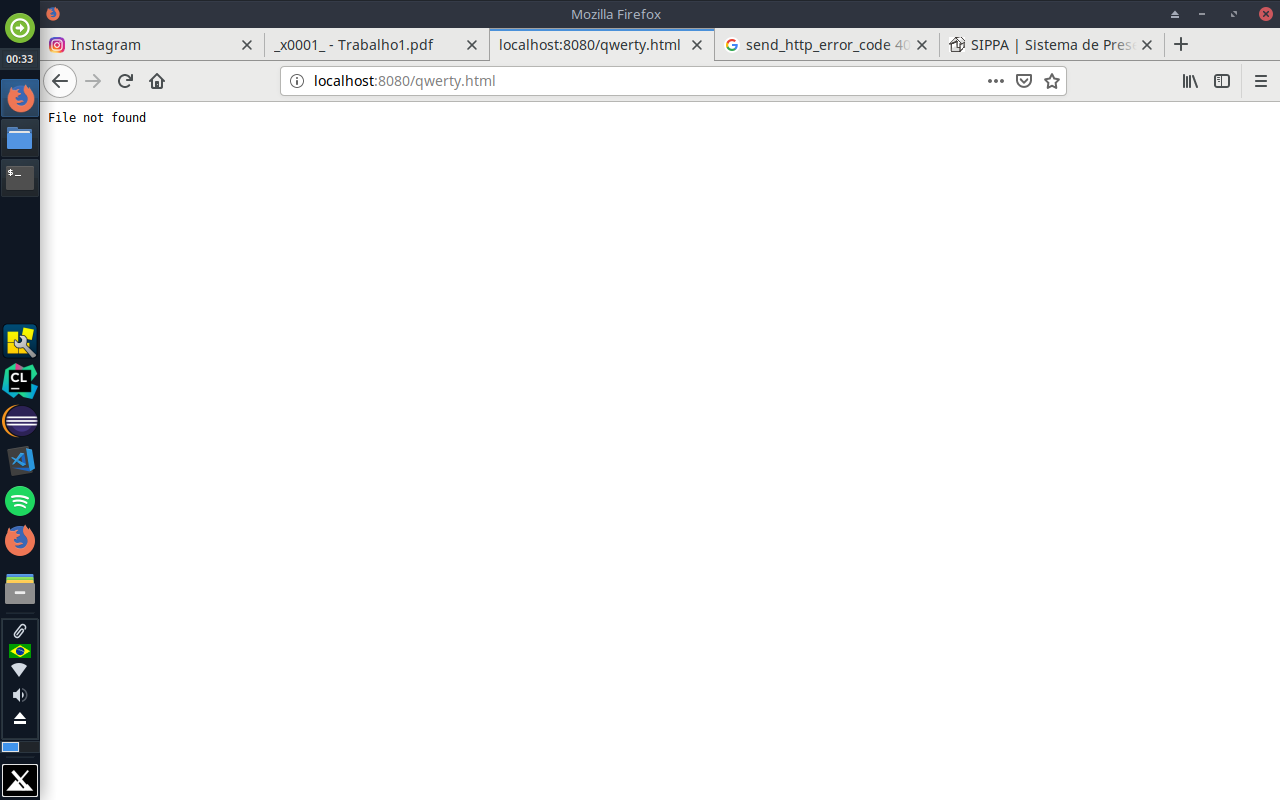 Mozilla Firefox
Instagram
_x0001_ - Trabalho1.pdf
localhost:8080/qwerty.html
send_http_error_code 40
SIPPA | Sistema de Pres
00:33
localhost:8080/qwerty.html
File not found
$_
CL